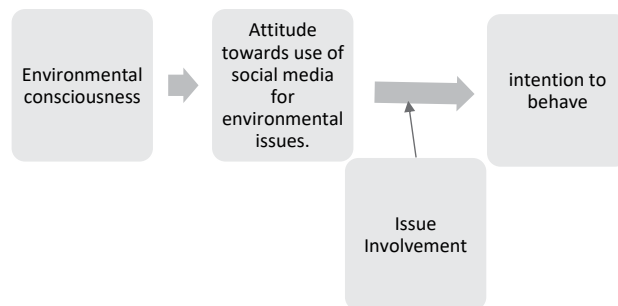 Environmental
consciousness
Attitude
towards use of
social media
for
environmental
issues.
intention to
behave
Issue
Involvement